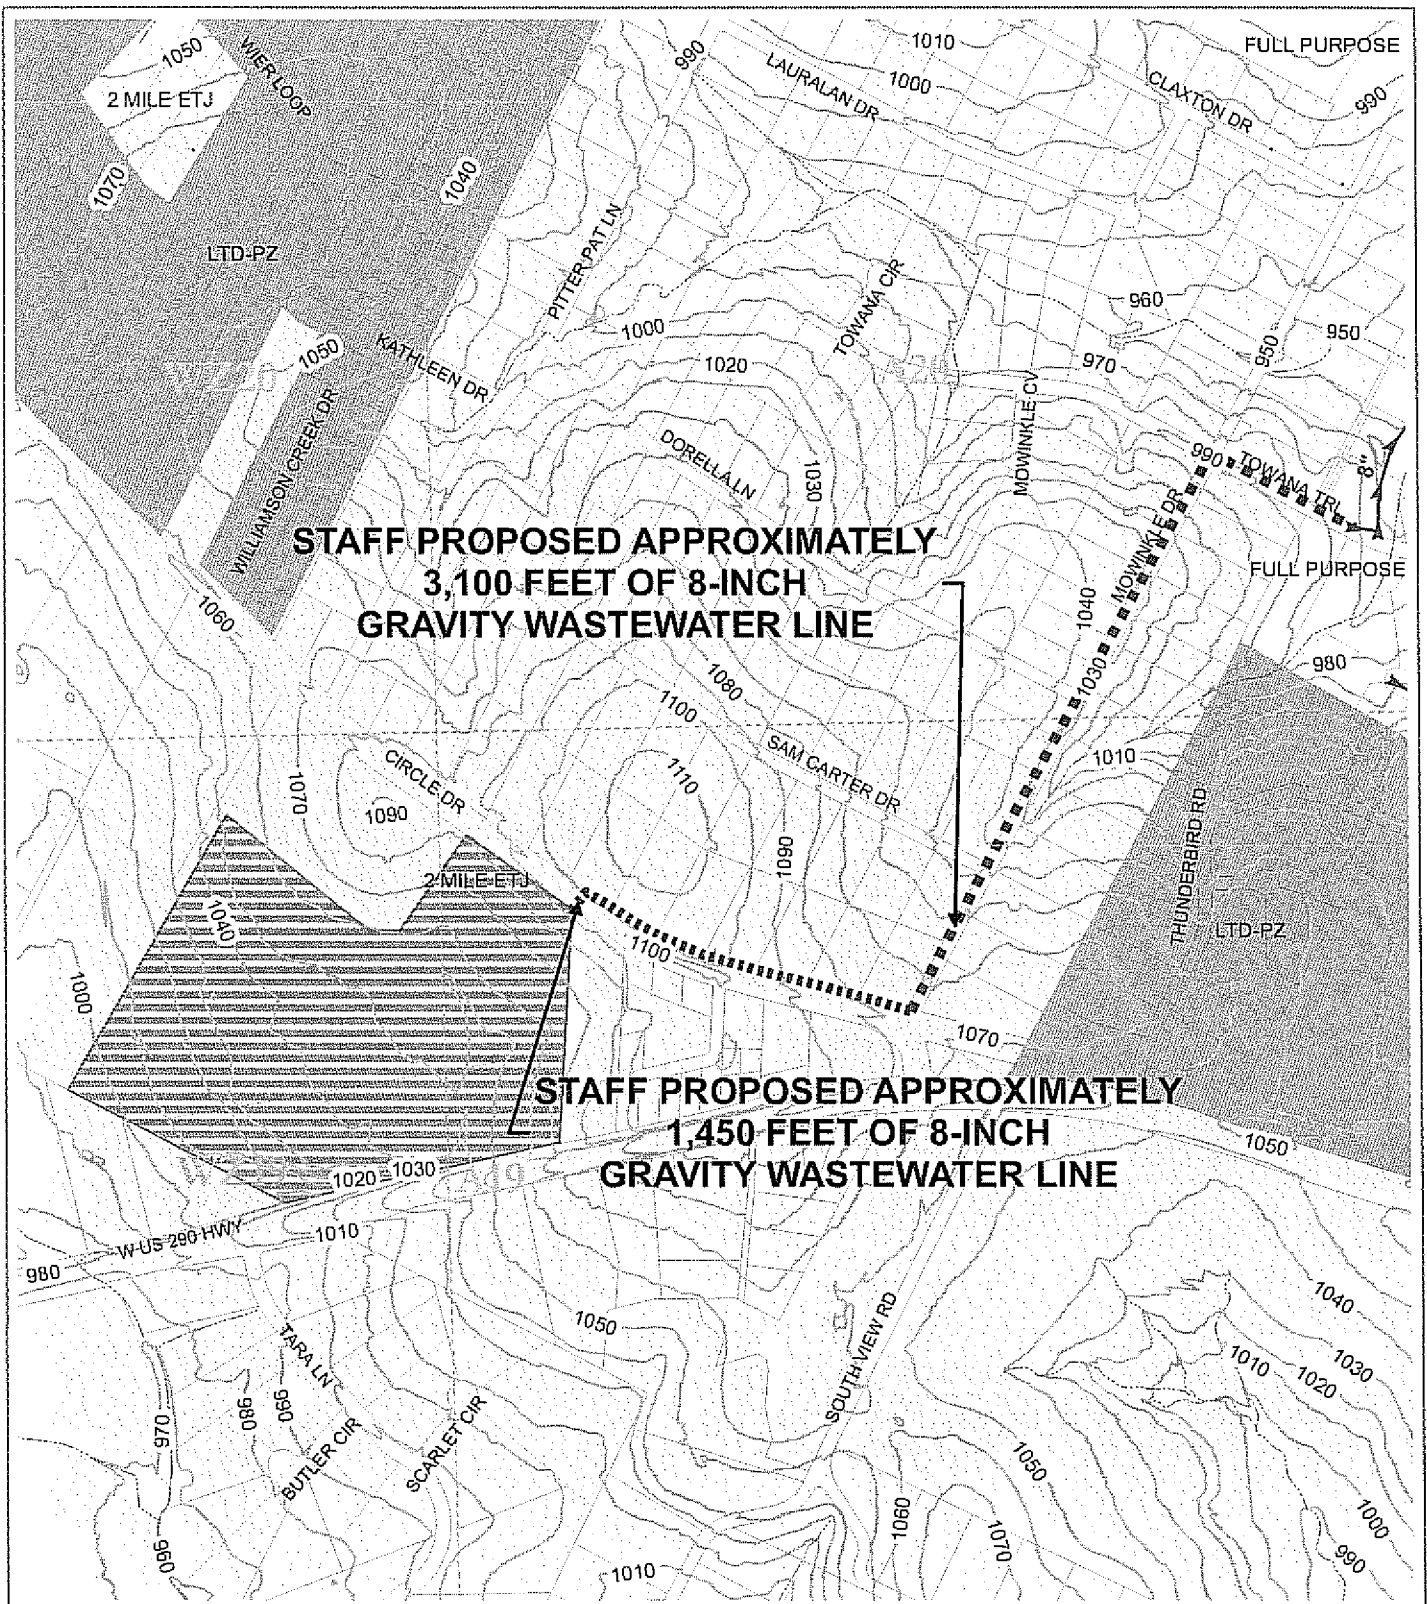 1050
WIER LOOP
2 MILE ETJ
1070
1040
LTD-PZ
990
1010
LAURALAN DR
1000
CLAXTON DR
FULL PURPOSE
990
PITTER PAT LN
TOWANA CIR
960
950
950
970
1000
1020
KATHLEEN DR
1050
WILLIAMSON CREEK DR
DORELLA LN
1030
MOWINKLE CV
990
TOWANA TRL
8"
MOWINKLE DR
FULL PURPOSE
STAFF PROPOSED APPROXIMATELY
3,100 FEET OF 8-INCH
GRAVITY WASTEWATER LINE
1060
1040
1030
980
1080
1100
SAM CARTER DR
1010
1110
CIRCLE DR
1070
1090
1090
THUNDERBIRD RD
LTD-PZ
2 MILE ETJ
1040
1000
1100
1070
STAFF PROPOSED APPROXIMATELY
1,450 FEET OF 8-INCH
GRAVITY WASTEWATER LINE
1050
1020
1030
1010
W US 290 HWY
980
TARA LN
1050
SOUTH VIEW RD
1040
1030
1020
1010
980
990
970
BUTLER CIR
SCARLET CIR
1050
1060
1070
1000
990
960
1010